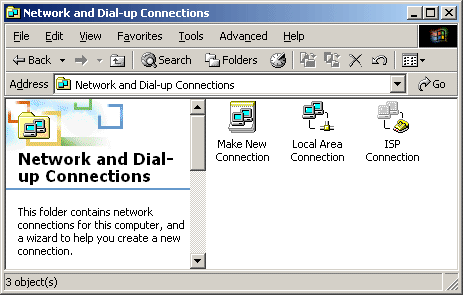 Network and Dial-up Connections
File Edit View Favorites Tools Advanced Help
Back Search Folders
Address Network and Dial-up Connections Go
Network and Dial-
up Connections
This folder contains network
connections for this computer, and
a wizard to help you create a new
connection.
Make New
Connection
Local Area
Connection
ISP
Connection
3 object(s)